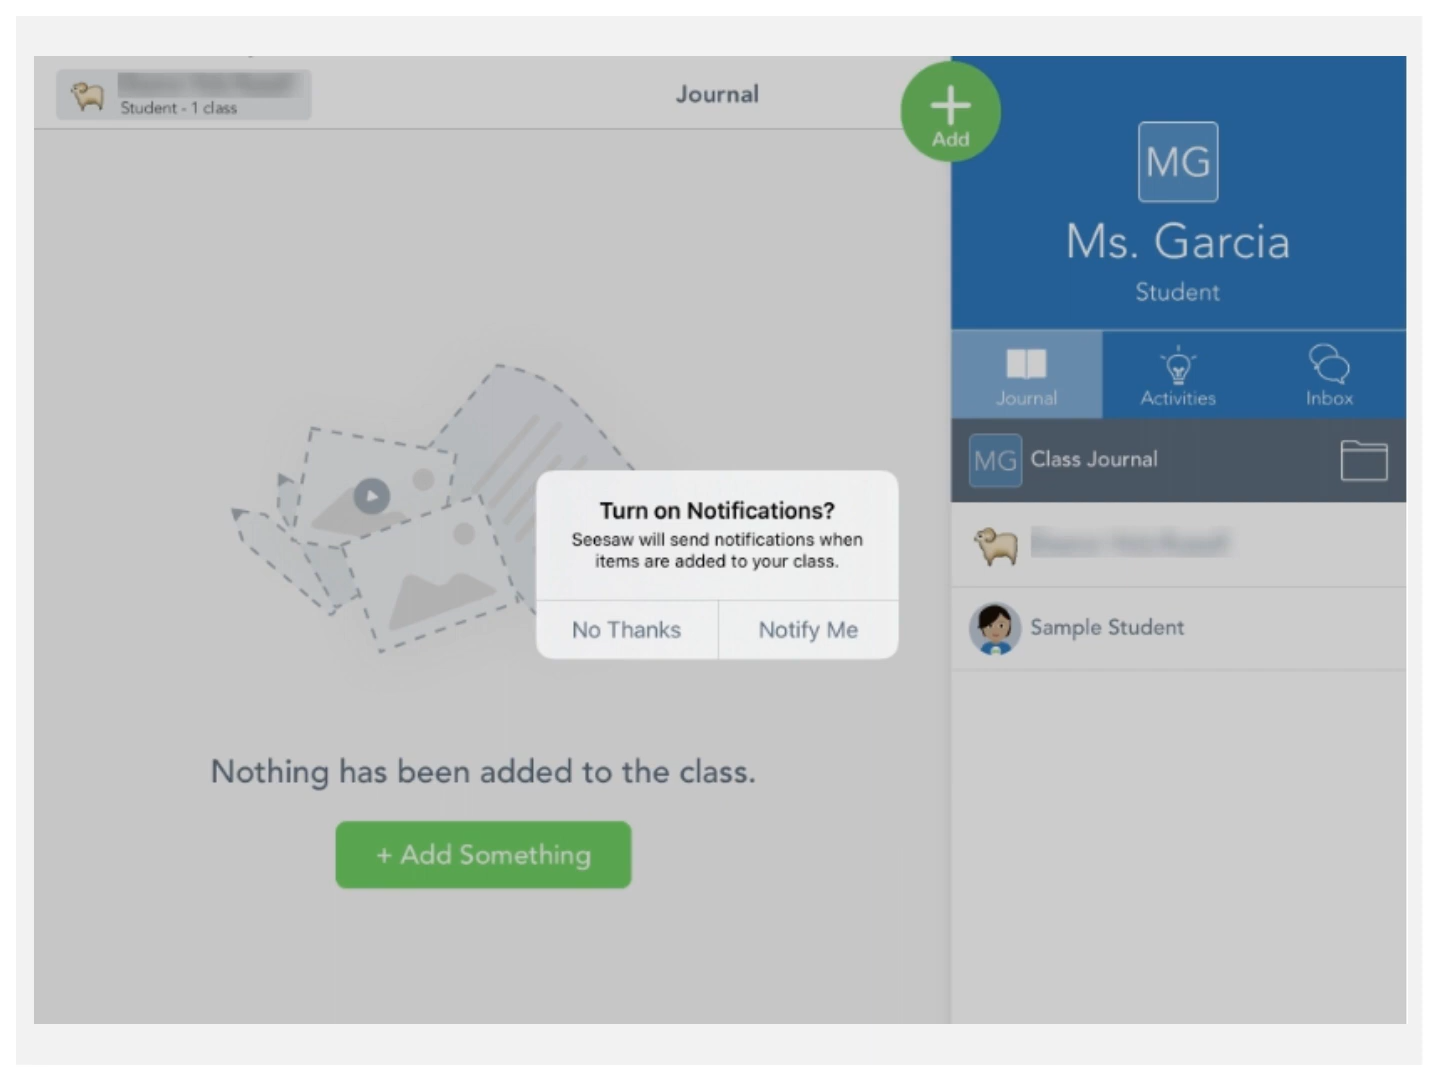 Student - 1 class
Journal
Add
MG
Ms. Garcia
Student
Journal
Activities
Inbox
MG
Class Journal
Sample Student
Turn on Notifications?
Seesaw will send notifications when
items are added to your class.
No Thanks
Notify Me
Nothing has been added to the class.
+ Add Something